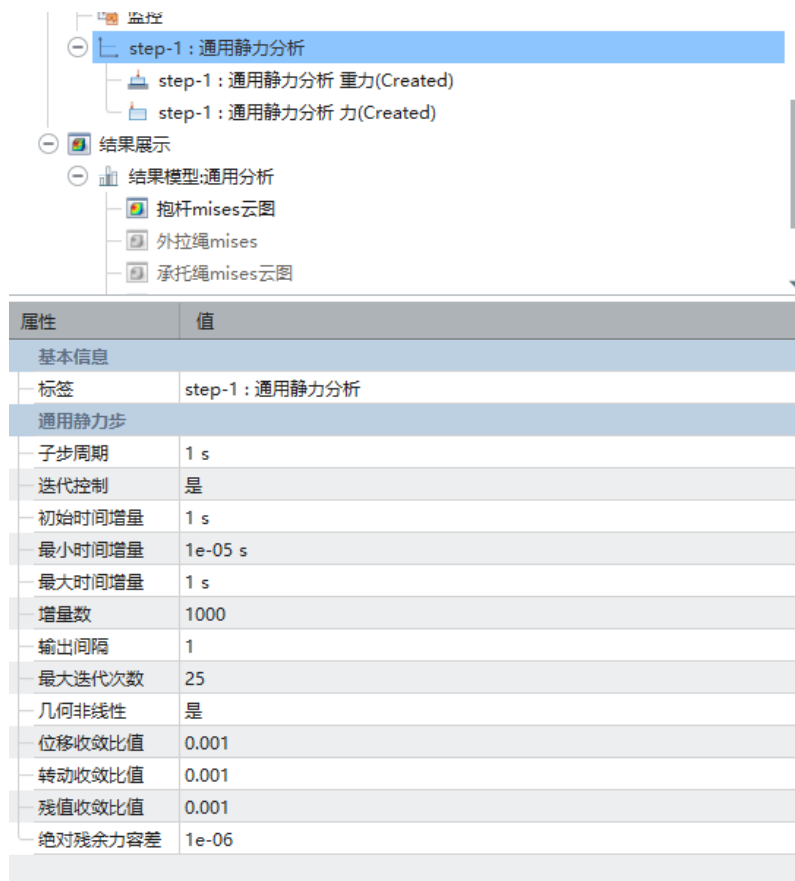 监控
step-1 : 通用静力分析
step-1 : 通用静力分析 重力(Created)
step-1 : 通用静力分析 力(Created)
结果展示
结果模型:通用分析
抱杆mises云图
外拉绳mises
承托绳mises云图
属性 值
基本信息
标签 step-1 : 通用静力分析
通用静力步
子步周期 1 s
迭代控制 是
初始时间增量 1 s
最小时间增量 1e-05 s
最大时间增量 1 s
增量数 1000
输出间隔 1
最大迭代次数 25
几何非线性 是
位移收敛比值 0.001
转动收敛比值 0.001
残值收敛比值 0.001
绝对残余力容差 1e-06